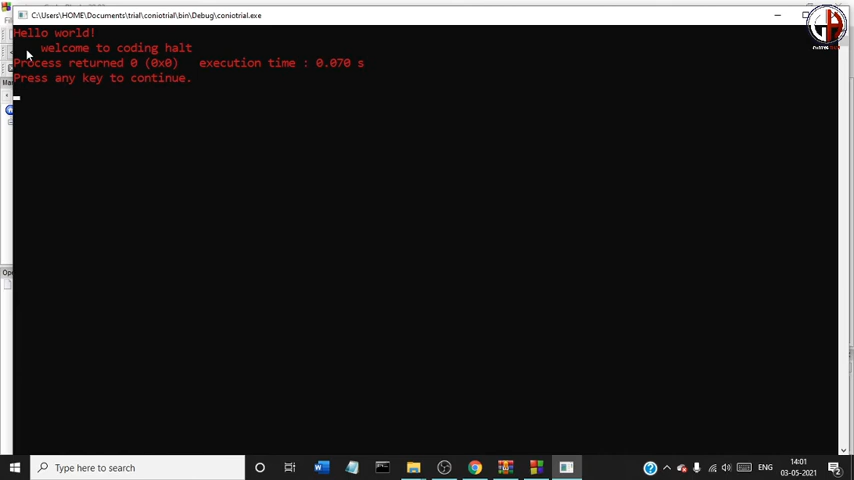 C:\Users\HOME\Documents\trial\coniotrial\bin\Debug\coniotrial.exe
Hello world!
welcome to coding halt
Process returned 0 (0x0)   execution time : 0.070 s
Press any key to continue.
Type here to search
ENG
14:01
03-05-2021
2